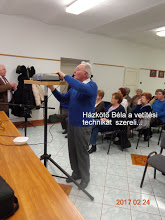 Házkötő Béla a vetítési
technikát szereli...
2017 02 24